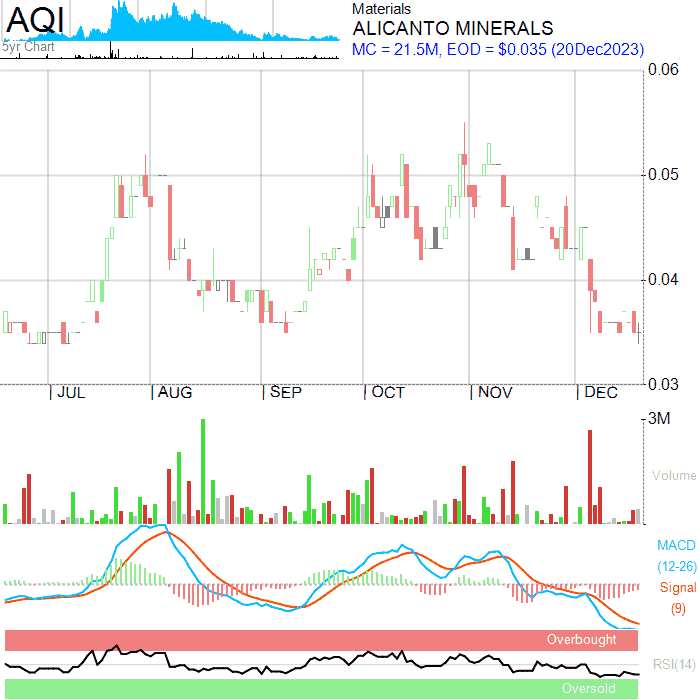 AQI
5yr Chart
Materials
ALICANTO MINERALS
MC = 21.5M, EOD = $0.035 (20Dec2023)
0.06
0.05
0.04
0.03
JUL AUG SEP OCT NOV DEC
3M
Volume
MACD
(12-26)
Signal
(9)
Overbought
RSI(14)
Oversold